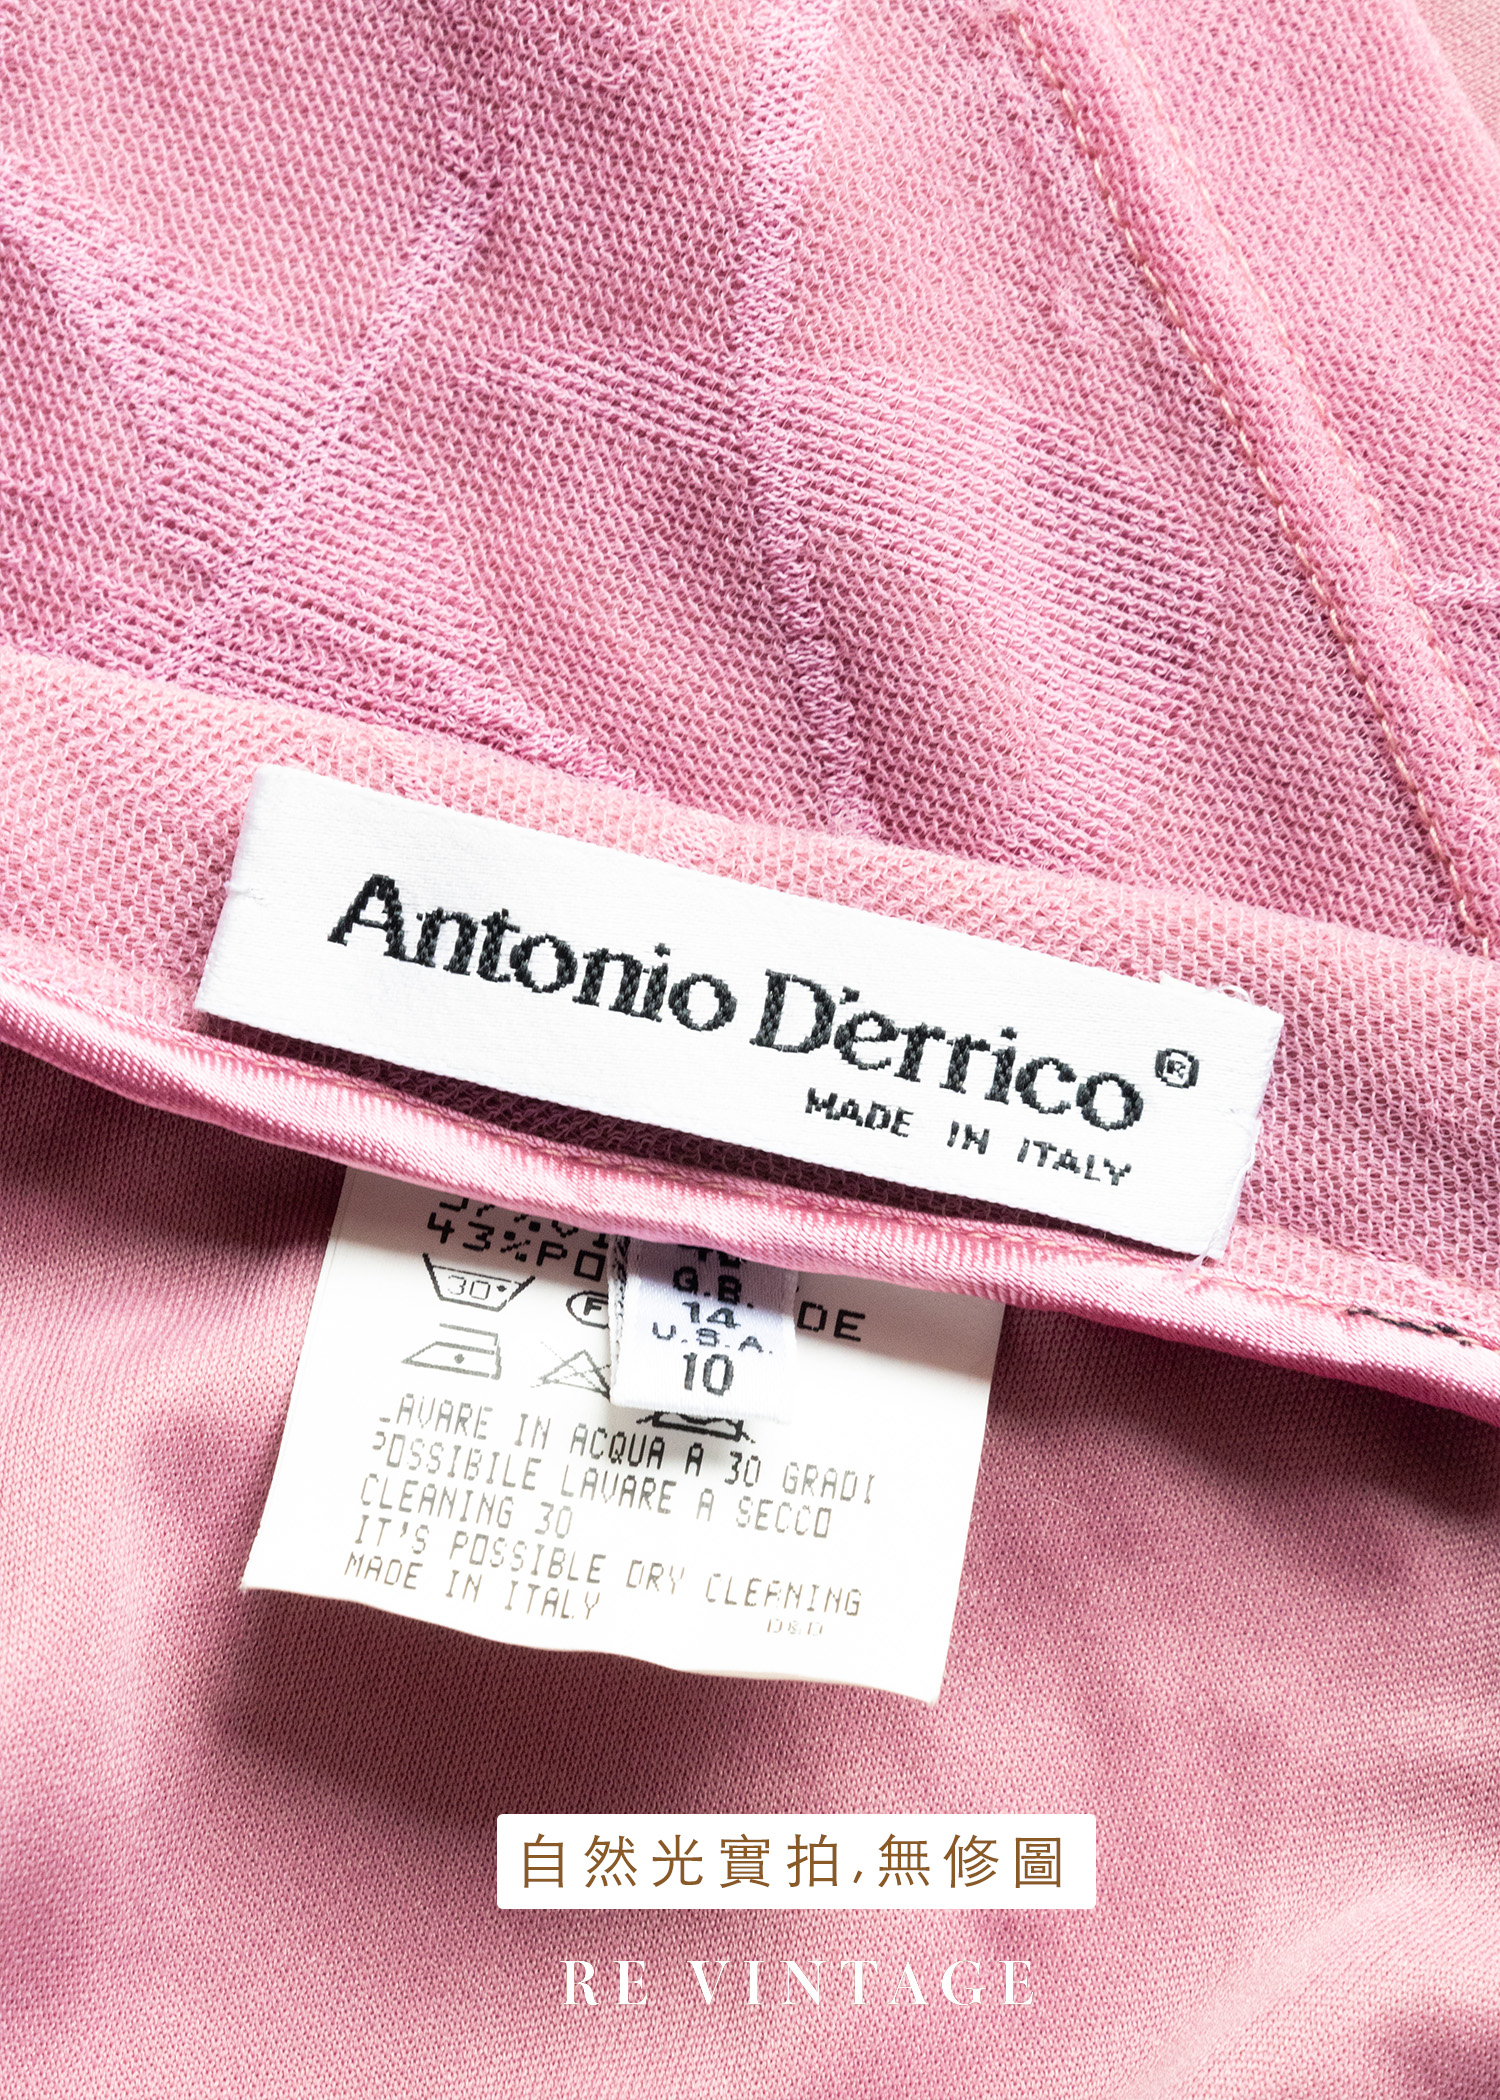 Antonio D'errico®
MADE IN ITALY
43%PO
G.B.
14
U.S.A.
10
30°
F
LAVARE IN ACQUA A 30 GRADI
POSSIBILE LAVARE A SECCO
CLEANING 30
IT'S POSSIBLE DRY CLEANING
MADE IN ITALY
D&D
自然光實拍,無修圖
RE VINTAGE